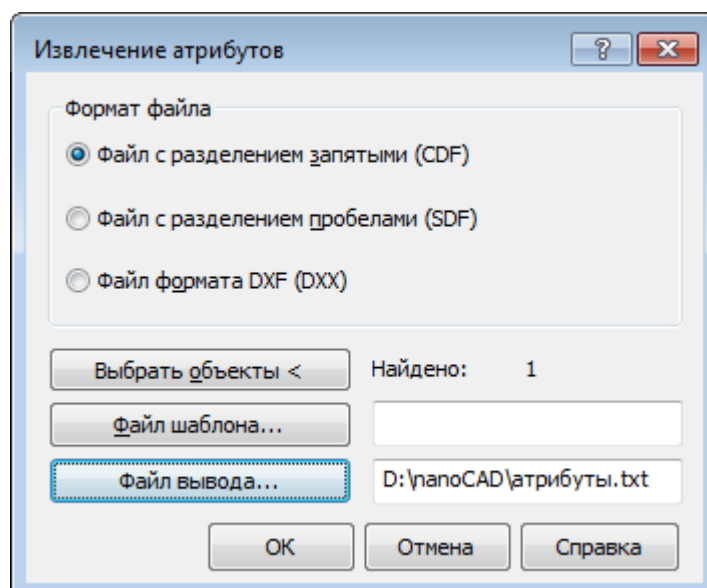 Извлечение атрибутов
Формат файла
Файл с разделением запятыми (CDF)
Файл с разделением пробелами (SDF)
Файл формата DXF (DXX)
Выбрать объекты < Найдено: 1
Файл шаблона...
Файл вывода... D:\nanoCAD\атрибуты.txt
ОК Отмена Справка